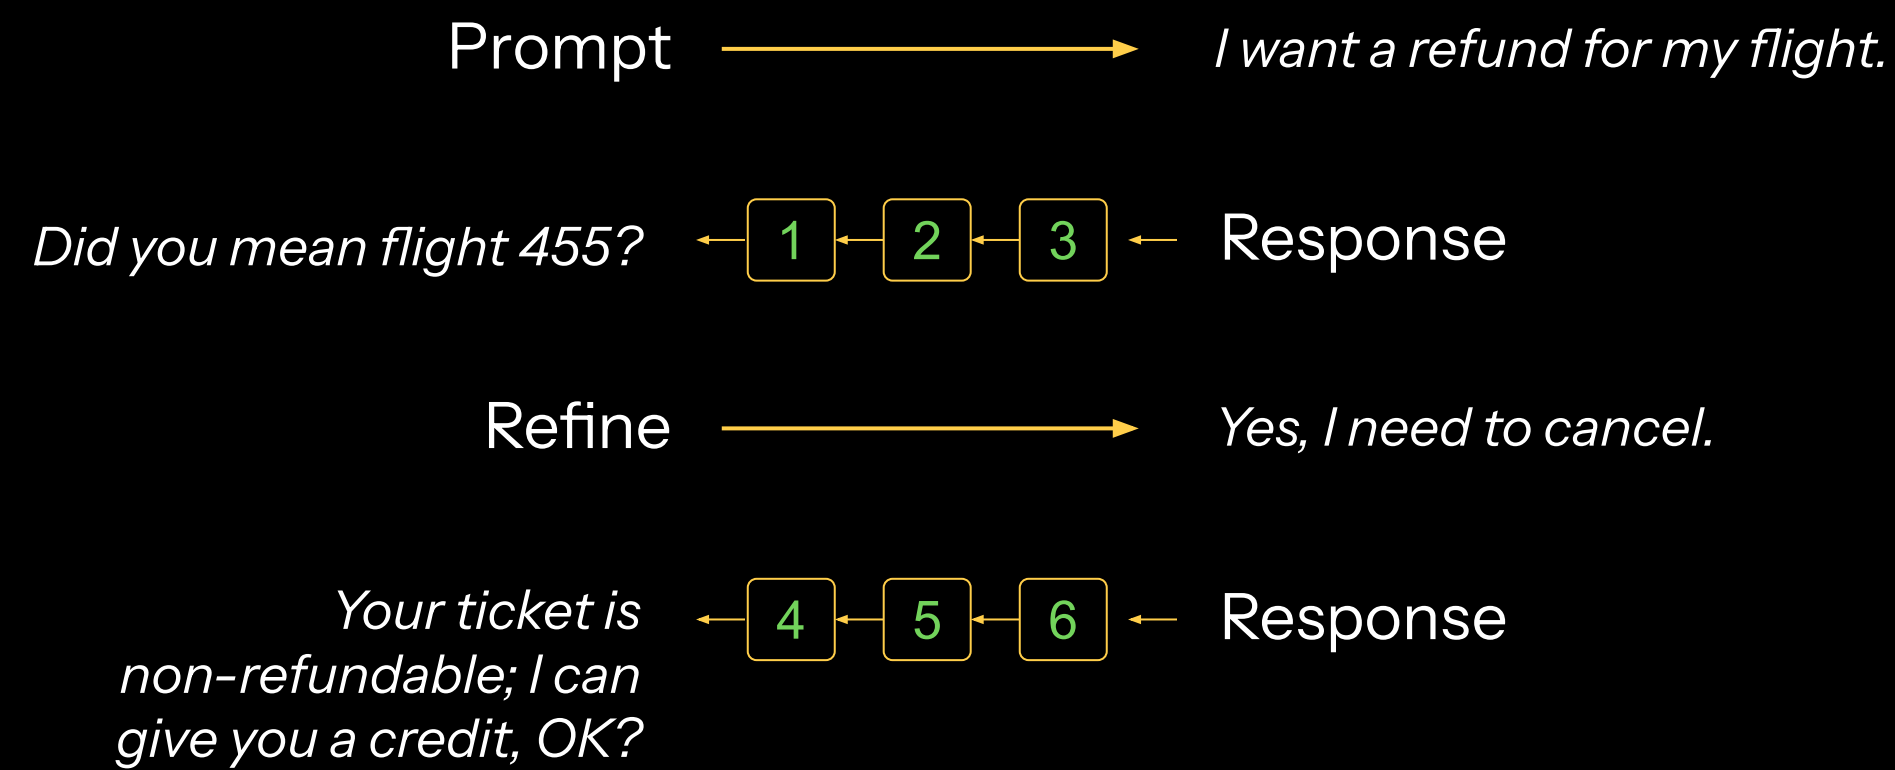 Prompt
I want a refund for my flight.
Did you mean flight 455?
1
2
3
Response
Refine
Yes, I need to cancel.
Your ticket is
non-refundable; I can
give you a credit, OK?
4
5
6
Response